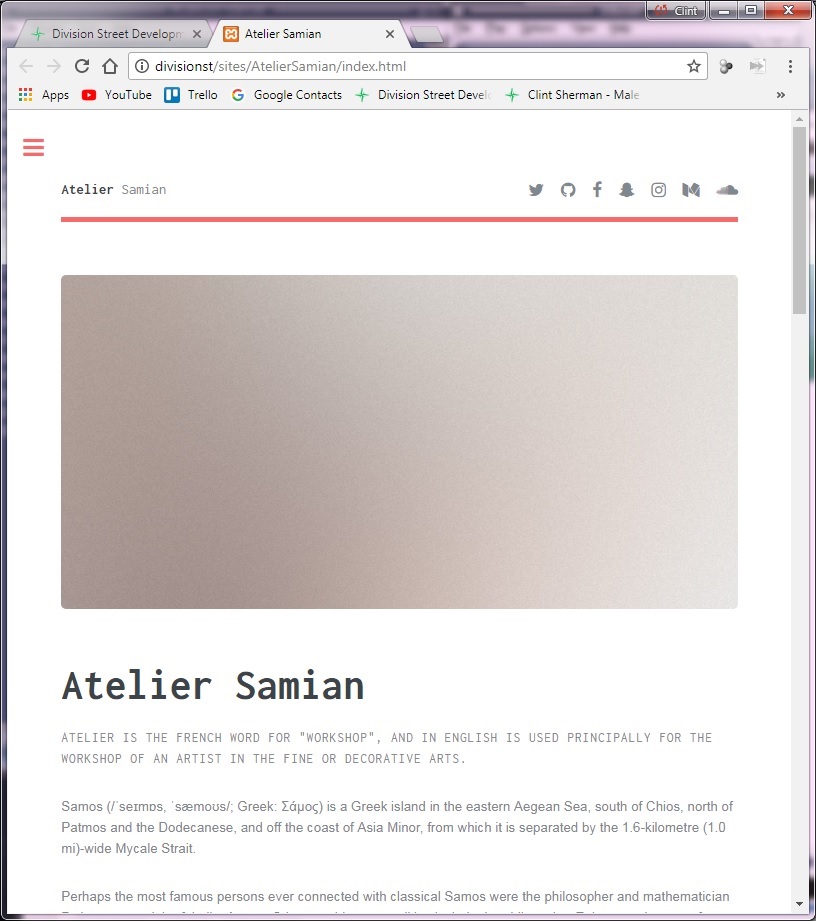 Clint
Division Street Developm
Atelier Samian
divisionst/sites/AtelierSamian/index.html
Apps
YouTube
Trello
Google Contacts
Division Street Develo
Clint Sherman - Male
»
Atelier Samian
Atelier Samian
ATELIER IS THE FRENCH WORD FOR "WORKSHOP", AND IN ENGLISH IS USED PRINCIPALLY FOR THE
WORKSHOP OF AN ARTIST IN THE FINE OR DECORATIVE ARTS.
Samos (/ˈseɪmɒs, ˈsæmoʊs/; Greek: Σάμος) is a Greek island in the eastern Aegean Sea, south of Chios, north of
Patmos and the Dodecanese, and off the coast of Asia Minor, from which it is separated by the 1.6-kilometre (1.0
mi)-wide Mycale Strait.
Perhaps the most famous persons ever connected with classical Samos were the philosopher and mathematician